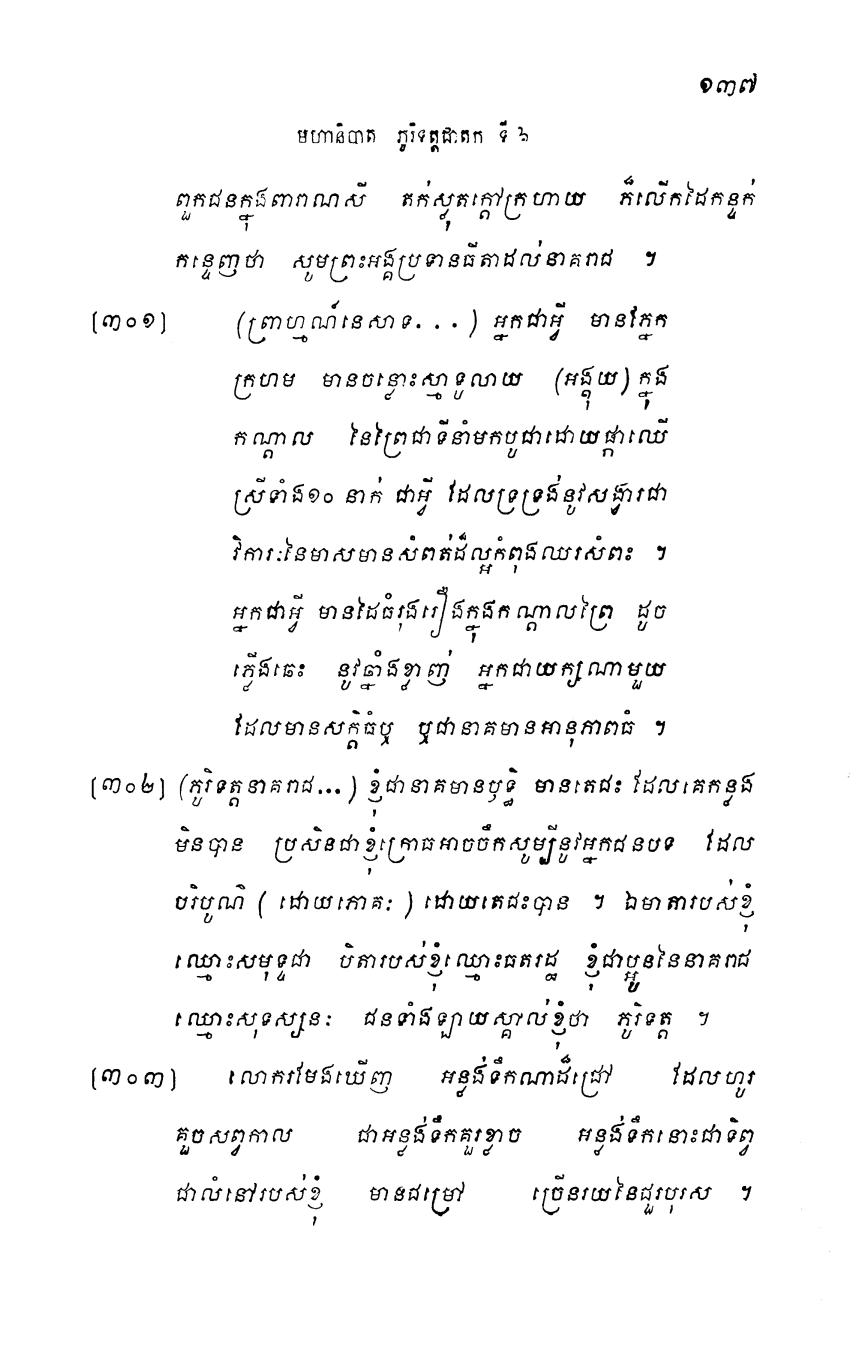 ១៣៧
មហានិបាត ភូរិទត្តជាតក ទី ៦
ពួកជនក្នុងពារាណសី តក់ស្លុតក្ដៅក្រហាយ ក៏លើកដៃកន្ទក់
កន្ទេញថា សូមព្រះអង្គប្រទានធីតាដល់នាគរាជ ។
[៣០១] (ព្រាហ្មណ៍នេសាទ...) អ្នកជាអ្វី មានភ្នែក
ក្រហម មានចន្លោះស្មាទូលាយ (អង្គុយ) ក្នុង
កណ្ដាល នៃព្រៃជាទីនាំមកបូជាដោយផ្កាឈើ
ស្រីទាំង១០ នាក់ ជាអ្វី ដែលទ្រទ្រង់នូវសង្វារជា
វិការៈនៃមាសមានសំពត់ដ៏ល្អកំពុងឈរសំពះ ។
អ្នកជាអ្វី មានដៃធំរុងរឿងក្នុងកណ្ដាលព្រៃ ដូច
ភ្លើងឆេះ នូវឆ្នាំងខ្លាញ់ អ្នកជាយក្សណាមួយ
ដែលមានសក្ដិធំឬ ឬជានាគមានអានុភាពធំ ។
[៣០២] (ភូរិទត្តនាគរាជ...) ខ្ញុំជានាគមានឫទ្ធិ មានតេជះ ដែលគេកន្លង
មិនបាន ប្រសិនជាខ្ញុំក្រោធអាចចឹកសូម្បីនូវអ្នកជនបទ ដែល
បរិបូណ៌ (ដោយភោគៈ) ដោយតេជះបាន ។ ឯមាតារបស់ខ្ញុំ
ឈ្មោះសមុទ្ទជា បិតារបស់ខ្ញុំឈ្មោះធតរដ្ឋ ខ្ញុំជាប្អូននៃនាគរាជ
ឈ្មោះសុទស្សនៈ ជនទាំងឡាយស្គាល់ខ្ញុំថា ភូរិទត្ត ។
[៣០៣] លោករមែងឃើញ អន្លង់ទឹកណាដ៏ជ្រៅ ដែលហូរ
គួចសព្វកាល ជាអន្លង់ទឹកគួរខ្លាច អន្លង់ទឹកនោះជាទិព្វ
ជាលំនៅរបស់ខ្ញុំ មានជម្រៅ ច្រើនរយនៃជួរបុរស ។